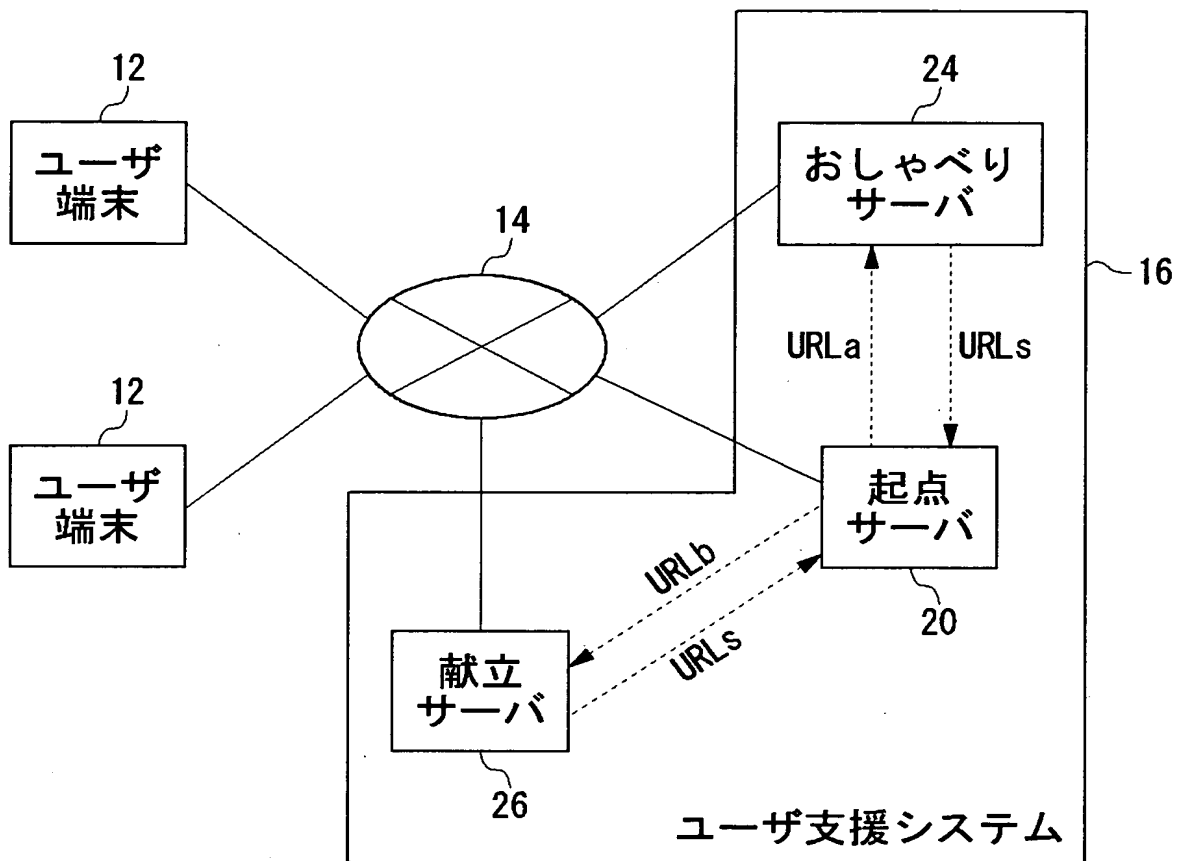 12
ユーザ
端末
24
おしゃべり
サーバ
14
16
URLa
URLs
12
ユーザ
端末
起点
サーバ
20
URLb
URLs
献立
サーバ
26
ユーザ支援システム